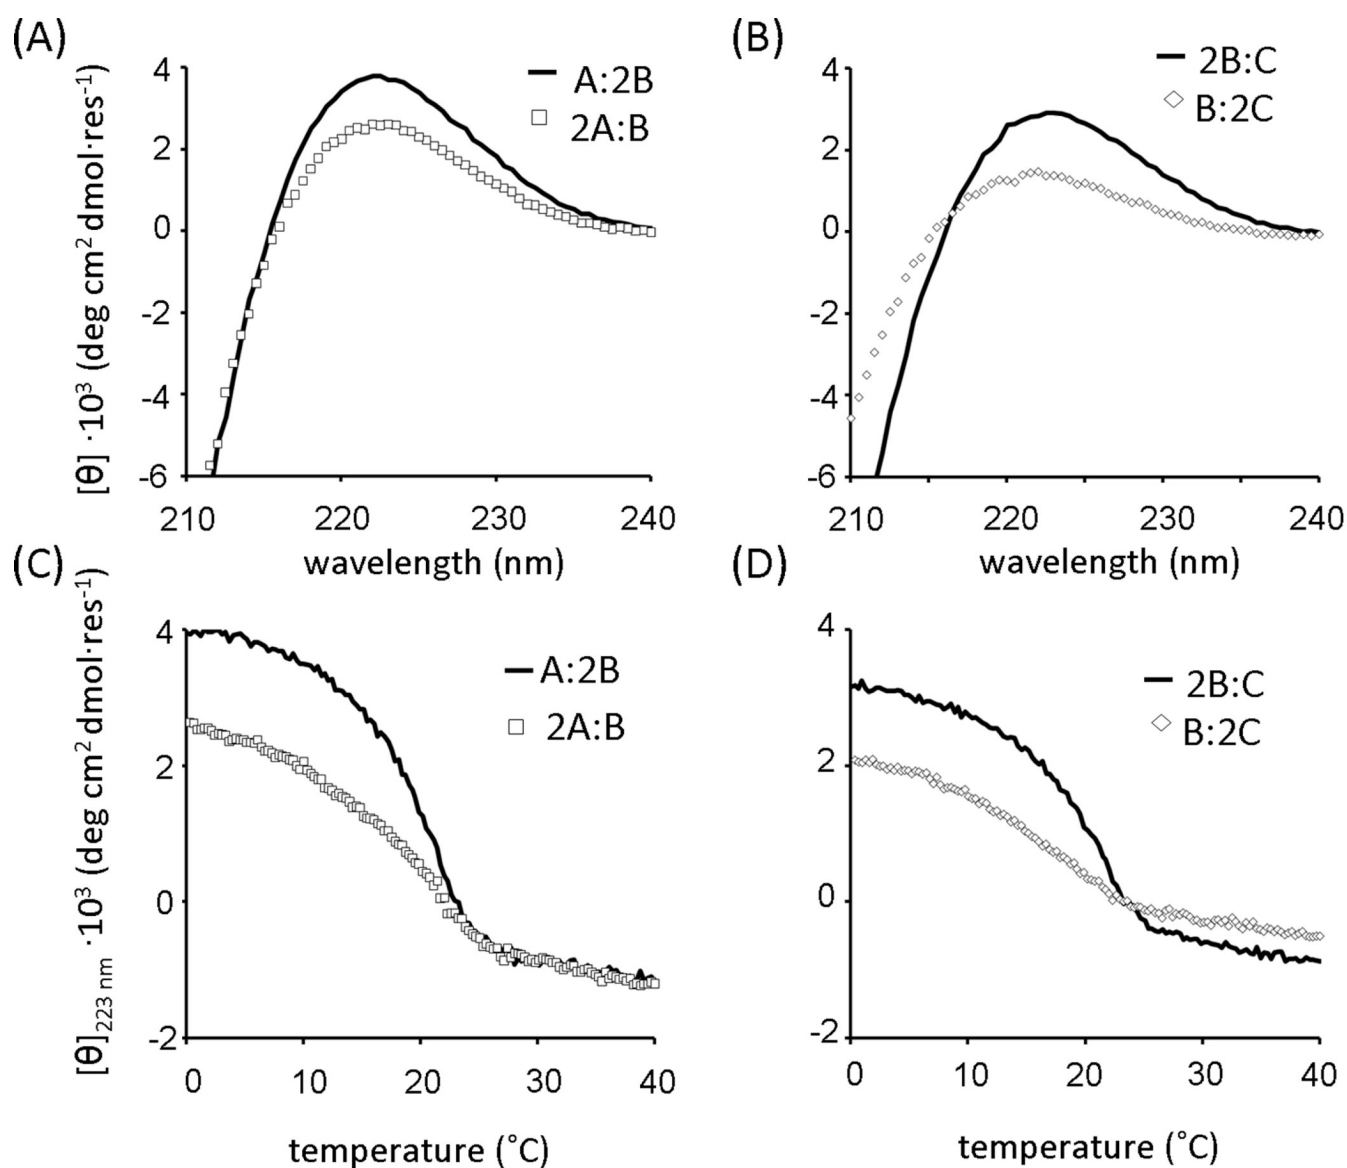 (A)
[θ] ·10³ (deg cm² dmol·res⁻¹)
4
2
0
-2
-4
-6
A:2B
2A:B
210 220 230 240
wavelength (nm)
(B)
4
2
0
-2
-4
-6
2B:C
B:2C
210 220 230 240
wavelength (nm)
(C)
[θ]₂₂₃ ₙₘ ·10³ (deg cm² dmol·res⁻¹)
4
2
0
-2
A:2B
2A:B
0 10 20 30 40
temperature (˚C)
(D)
4
2
0
-2
2B:C
B:2C
0 10 20 30 40
temperature (˚C)